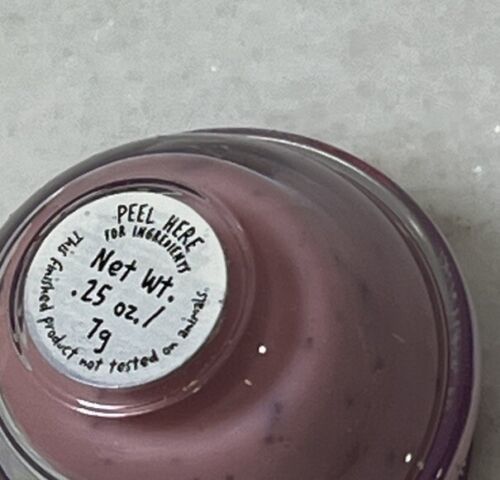 PEEL HERE
FOR INGREDIENTS
Net wt.
.25 oz./
7g
This finished product not tested on animals.